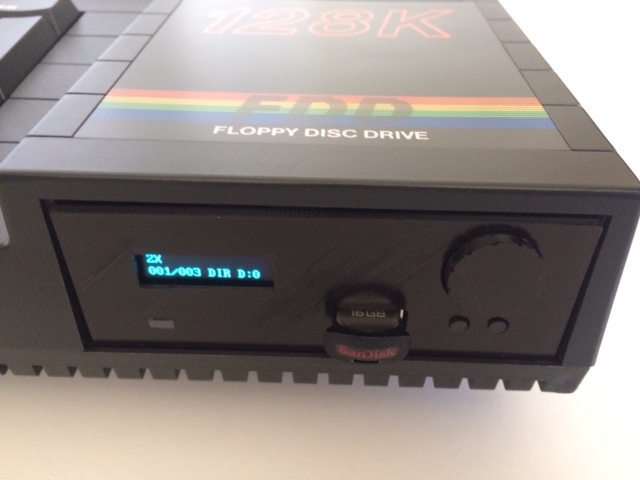 128K
FDD
FLOPPY DISC DRIVE
ZX
001/003 DIR D:0
16GB
SanDisk